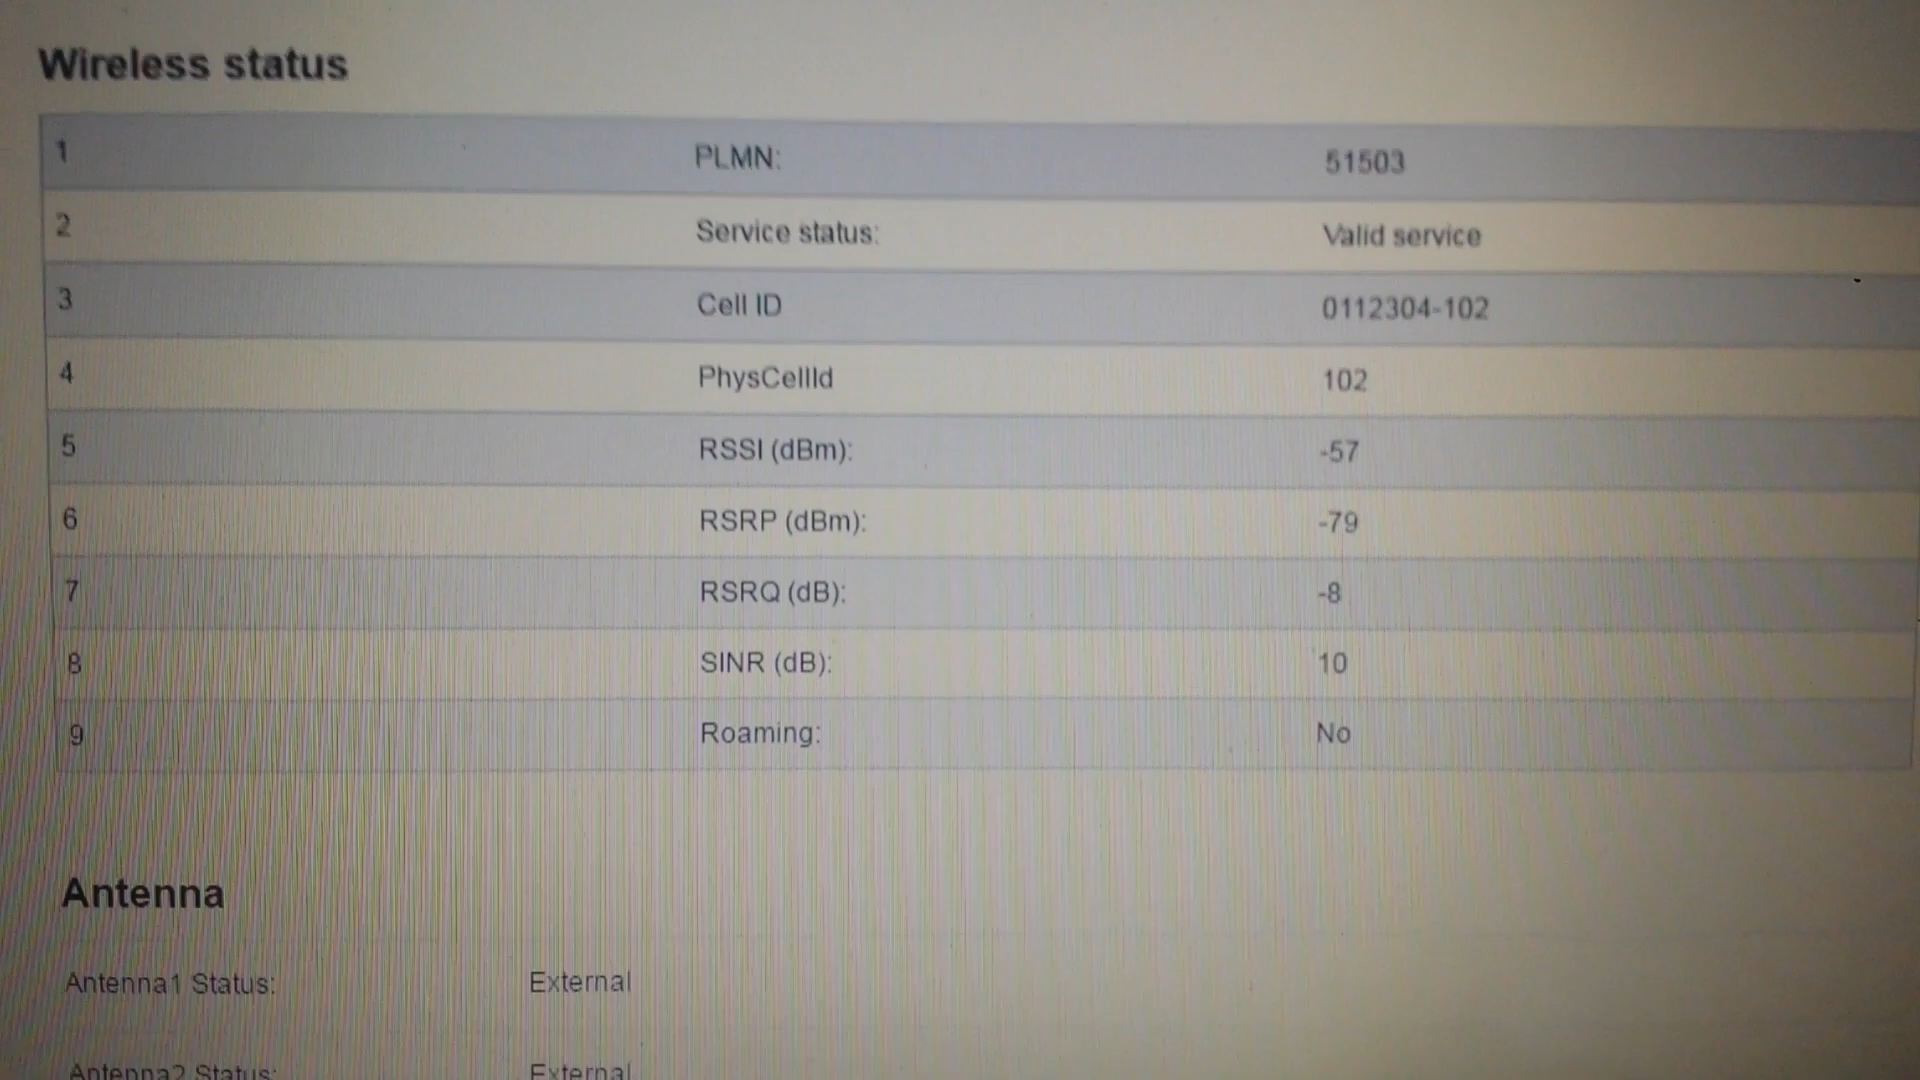 Wireless status
1 PLMN: 51503
2 Service status: Valid service
3 Cell ID 0112304-102
4 PhysCellId 102
5 RSSI (dBm): -57
6 RSRP (dBm): -79
7 RSRQ (dB): -8
8 SINR (dB): 10
9 Roaming: No
Antenna
Antenna1 Status: External
Antenna2 Status: External